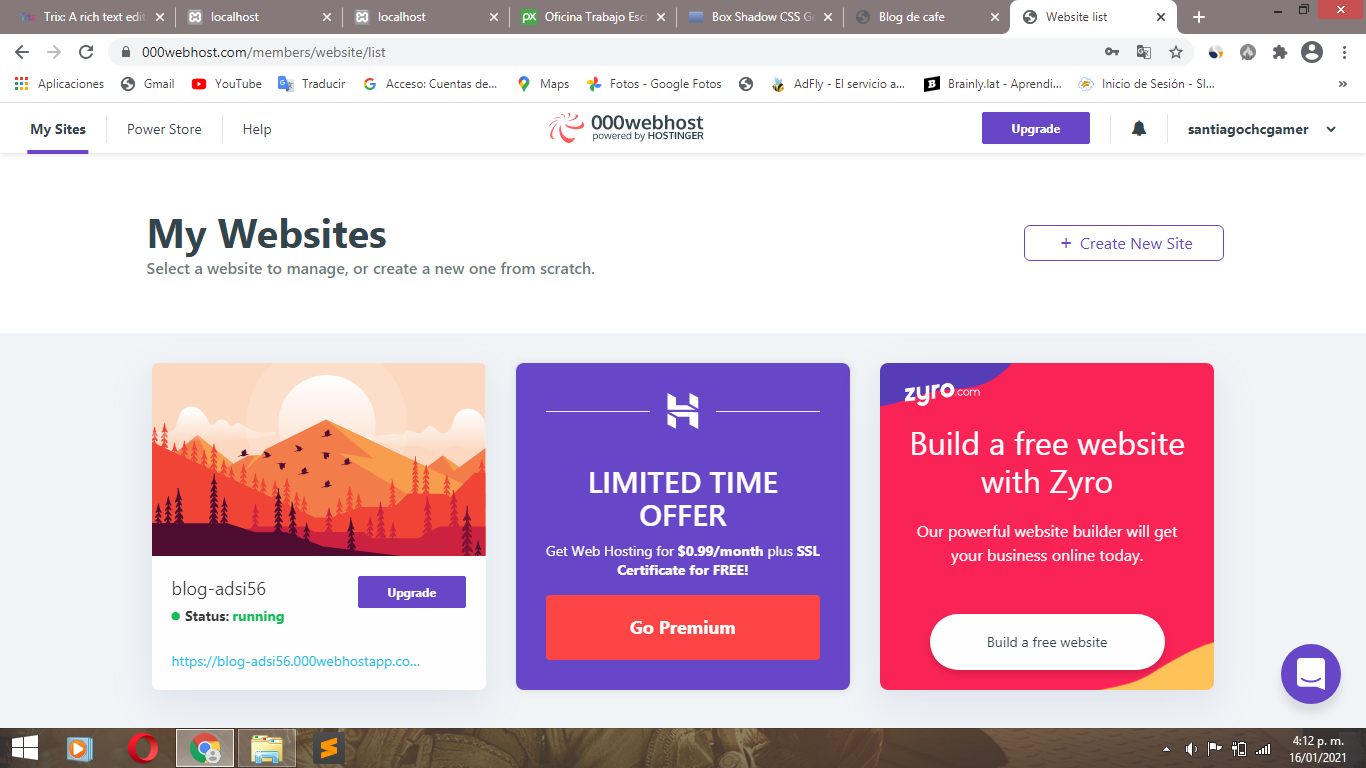 Trix: A rich text edit
localhost
localhost
Oficina Trabajo Esc
Box Shadow CSS Ge
Blog de cafe
Website list
000webhost.com/members/website/list
Aplicaciones
Gmail
YouTube
Traducir
Acceso: Cuentas de...
Maps
Fotos - Google Fotos
AdFly - El servicio a...
Brainly.lat - Aprendi...
Inicio de Sesión - SI...
»
My Sites
Power Store
Help
000webhost
powered by HOSTINGER
Upgrade
santiagochcgamer
My Websites
Select a website to manage, or create a new one from scratch.
+ Create New Site
blog-adsi56
Upgrade
Status: running
https://blog-adsi56.000webhostapp.co...
LIMITED TIME
OFFER
Get Web Hosting for $0.99/month plus SSL
Certificate for FREE!
Go Premium
zyro.com
Build a free website
with Zyro
Our powerful website builder will get
your business online today.
Build a free website
4:12 p. m.
16/01/2021